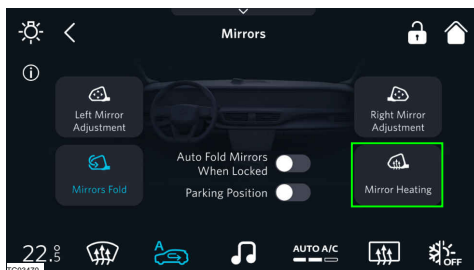 Mirrors
Left Mirror
Adjustment
Right Mirror
Adjustment
Mirrors Fold
Auto Fold Mirrors
When Locked
Parking Position
Mirror Heating
22.5°
A
AUTO A/C
OFF
TC02470